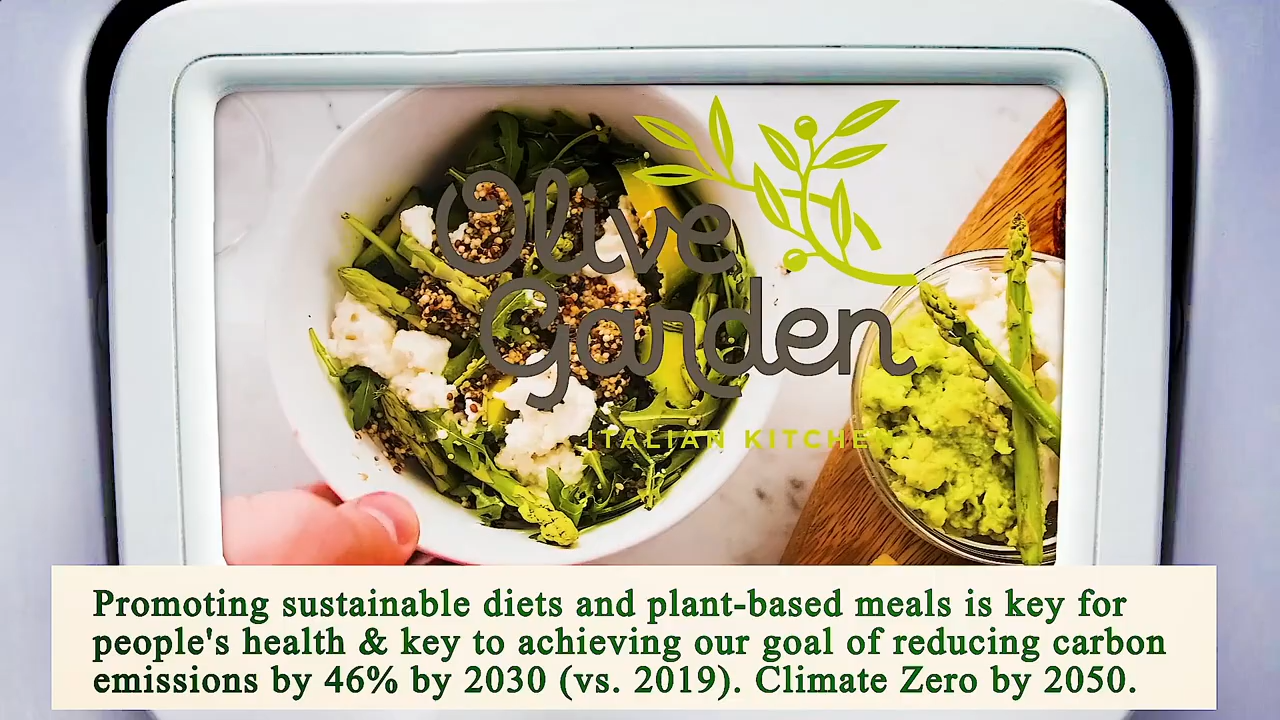 Olive
Garden
ITALIAN KITCHEN
Promoting sustainable diets and plant-based meals is key for
people's health & key to achieving our goal of reducing carbon
emissions by 46% by 2030 (vs. 2019). Climate Zero by 2050.